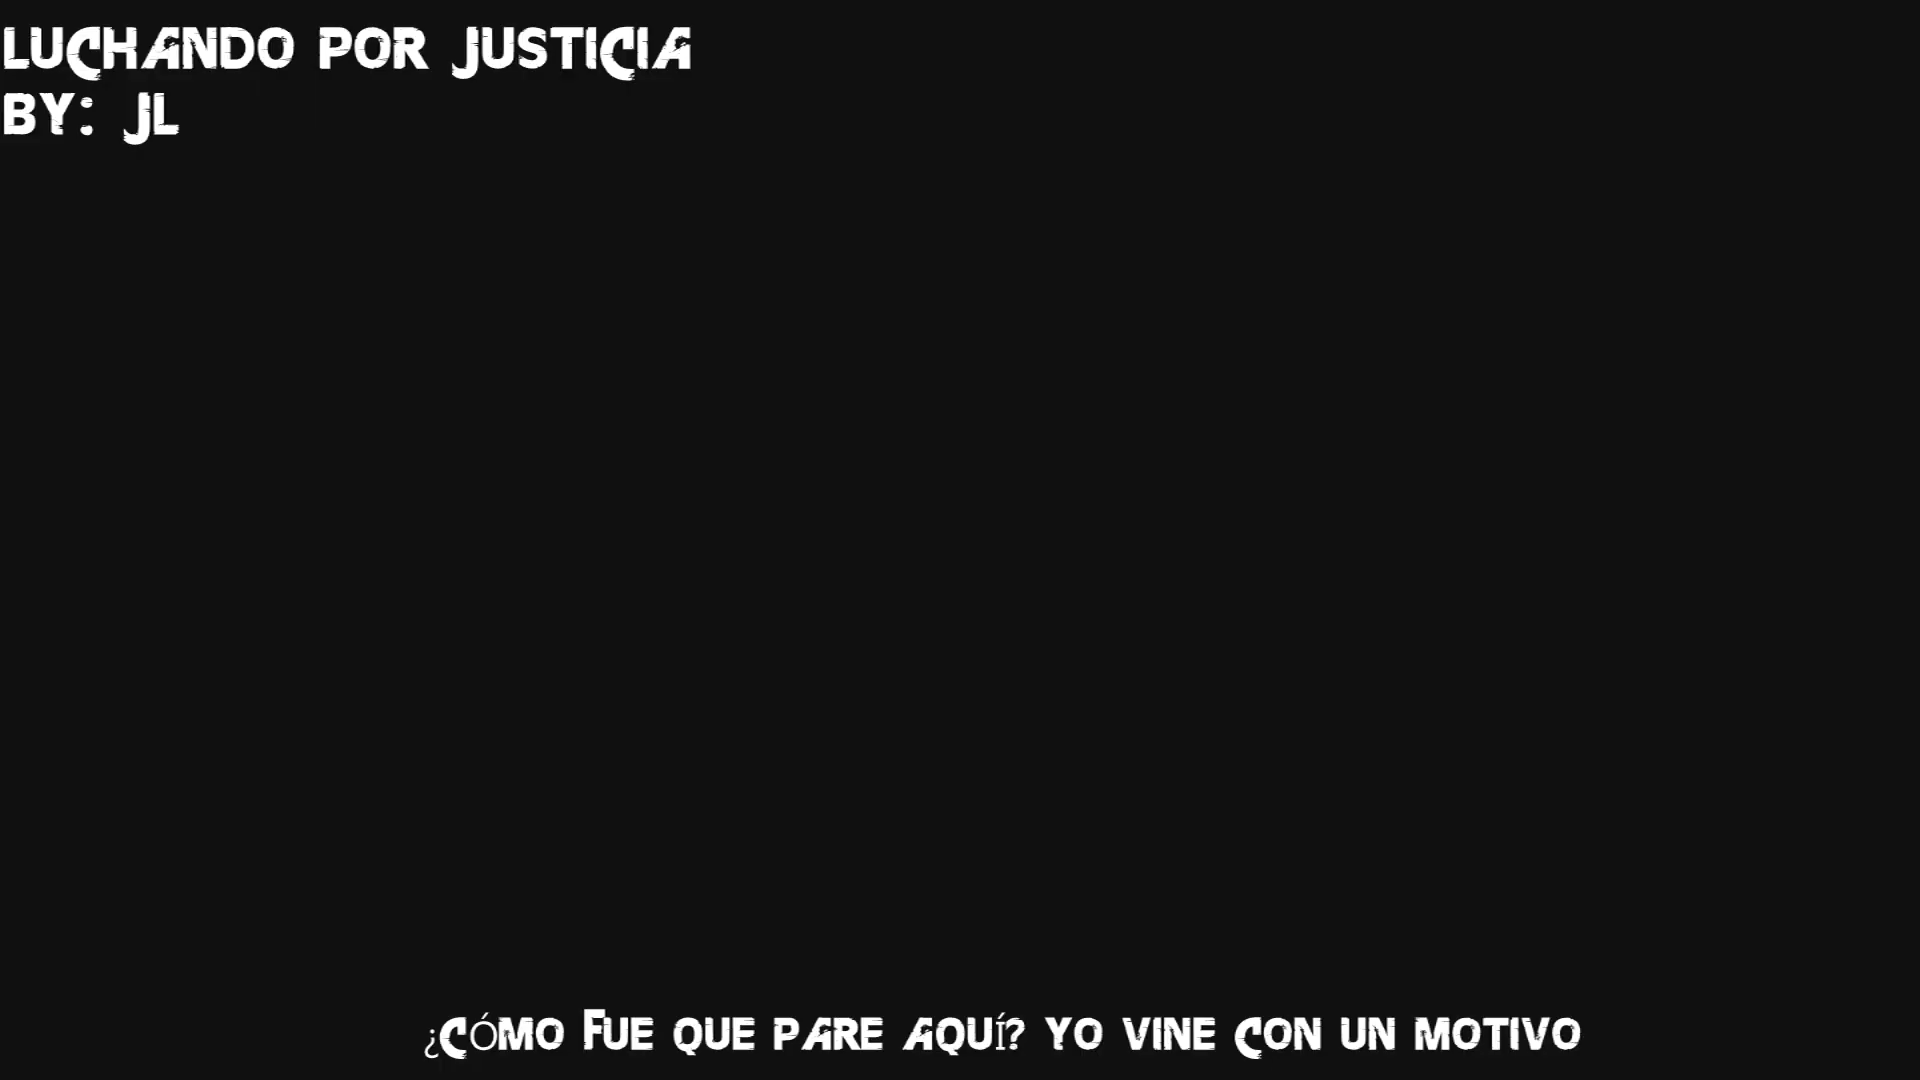 LUCHANDO POR JUSTICIA
BY: JL
¿CÓMO FUE QUE PARE AQUÍ? YO VINE CON UN MOTIVO